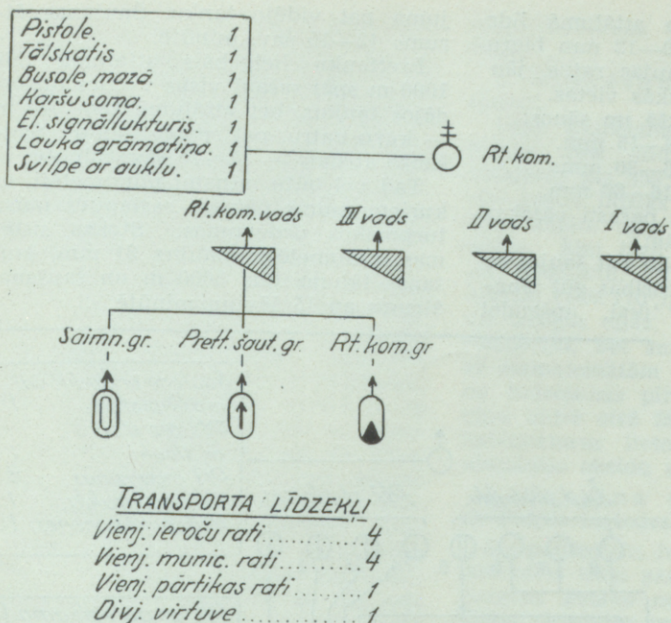 Pistole. 1
Tālskatis 1
Busole, mazā. 1
Karšu soma. 1
El. signāllukturis. 1
Lauka grāmatiņa. 1
Svilpe ar auklu. 1
Rt. kom.
Rt. kom. vads III vads II vads I vads
Saimn. gr. Prett. šaut. gr. Rt. kom. gr
TRANSPORTA LĪDZEKĻI
Vienj. ieroču rati.......... 4
Vienj. munic. rati.......... 4
Vienj. pārtikas rati........ 1
Divj. virtuve............... 1